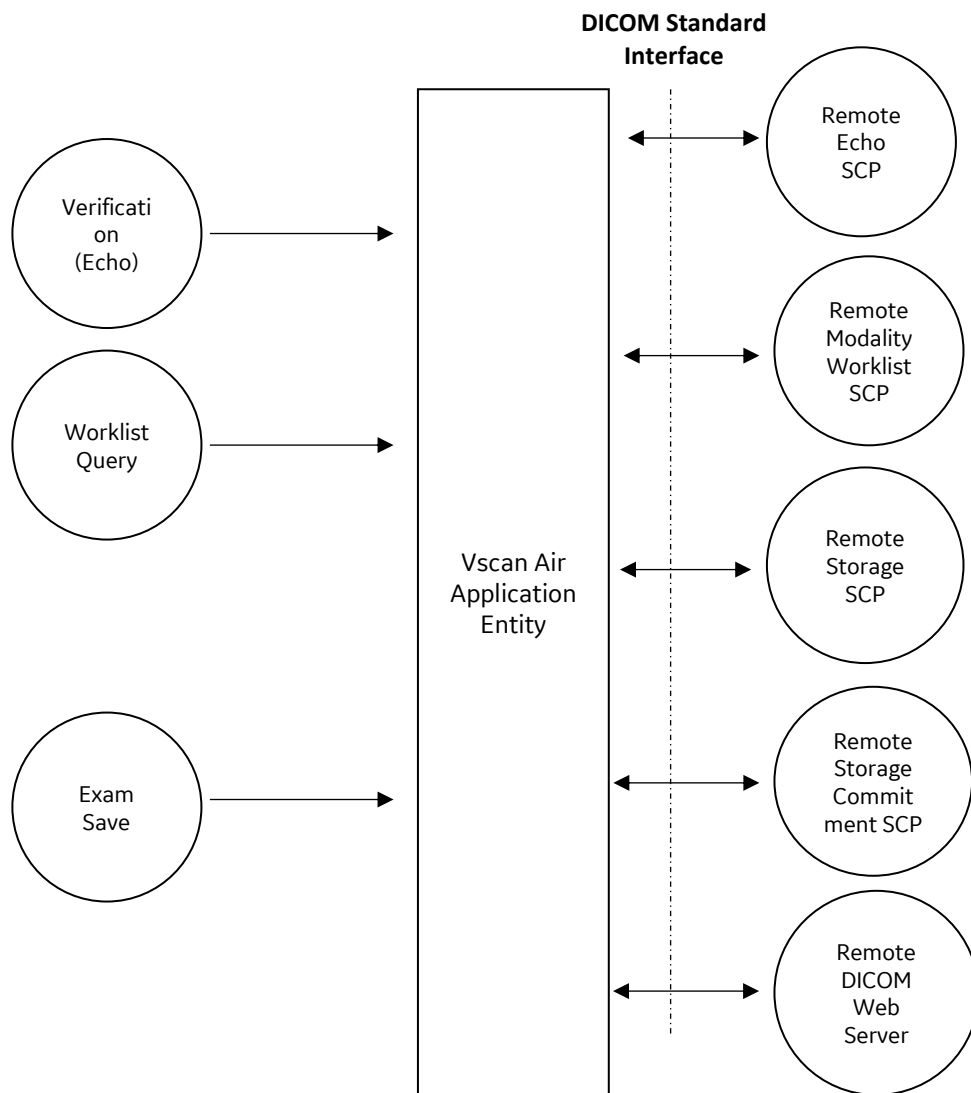 DICOM Standard
Interface
Remote
Echo
SCP
Verificati
on
(Echo)
Remote
Modality
Worklist
SCP
Worklist
Query
Vscan Air
Application
Entity
Remote
Storage
SCP
Exam
Save
Remote
Storage
Commit
ment SCP
Remote
DICOM
Web
Server